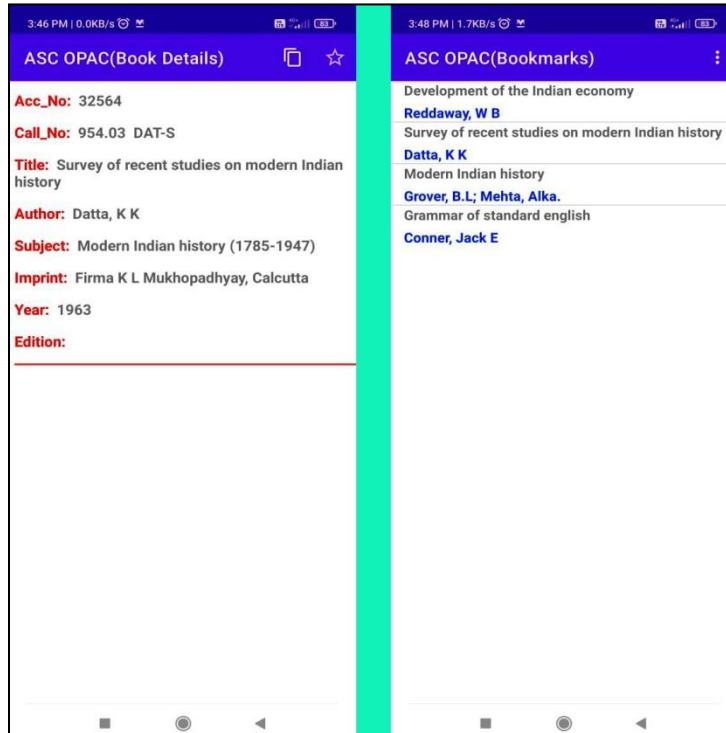 3:46 PM | 0.0KB/s
83
ASC OPAC(Book Details)
Acc_No: 32564
Call_No: 954.03 DAT-S
Title: Survey of recent studies on modern Indian
history
Author: Datta, K K
Subject: Modern Indian history (1785-1947)
Imprint: Firma K L Mukhopadhyay, Calcutta
Year: 1963
Edition:
3:48 PM | 1.7KB/s
83
ASC OPAC(Bookmarks)
Development of the Indian economy
Reddaway, W B
Survey of recent studies on modern Indian history
Datta, K K
Modern Indian history
Grover, B.L; Mehta, Alka.
Grammar of standard english
Conner, Jack E